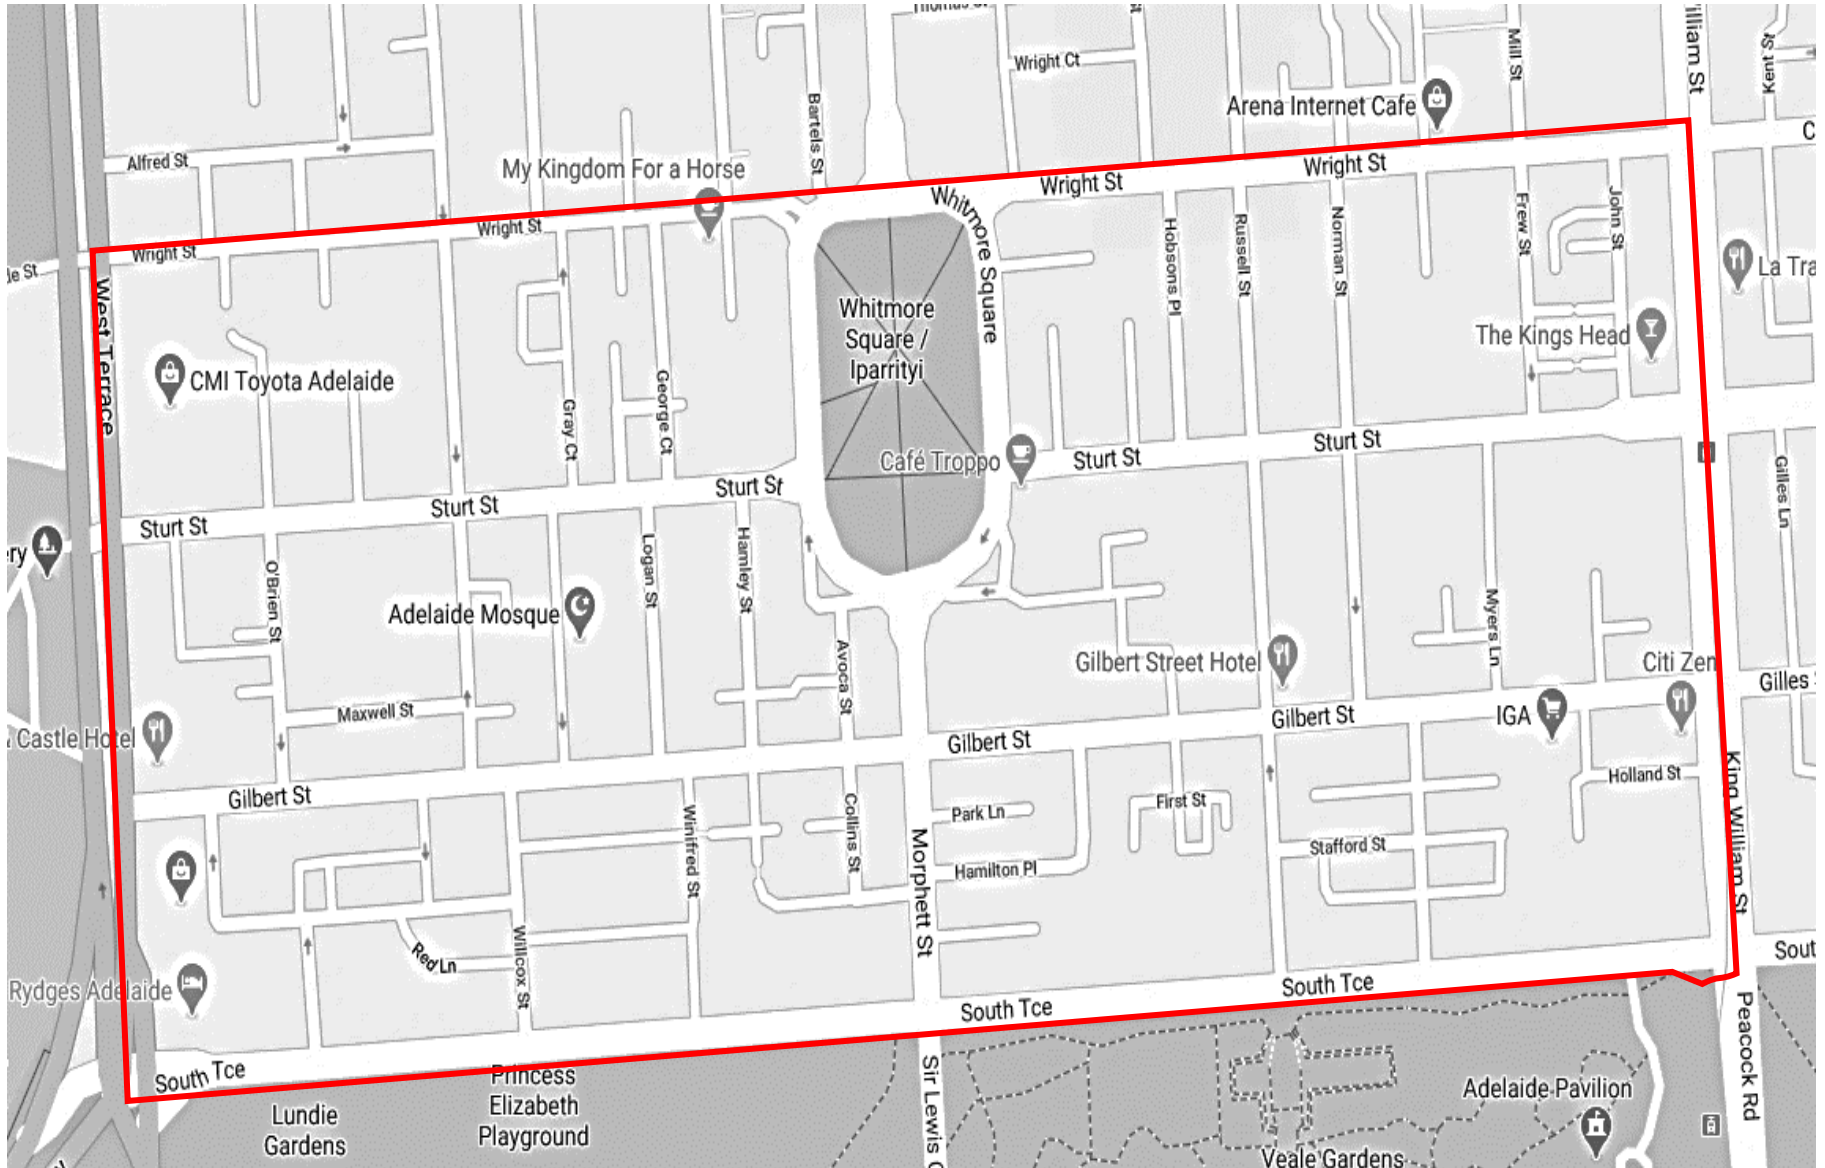 Wright Ct
Mill St
Kent St
Arena Internet Cafe
Bartels St
Alfred St
My Kingdom For a Horse
Wright St
Wright St
Whitmore Square
Wright St
Wright St
West Terrace
Hobsons Pl
Russell St
Norman St
Frew St
John St
Whitmore
Square /
Iparrityi
The Kings Head
CMI Toyota Adelaide
Gray Ct
George Ct
Café Troppo
Sturt St
Sturt St
Sturt St
Sturt St
Sturt St
Gilles Ln
O'Brien St
Logan St
Hamley St
Adelaide Mosque
Avoca St
Myers Ln
Gilbert Street Hotel
Citi Zen
Gilles
Maxwell St
Castle Hotel
Gilbert St
Gilbert St
IGA
Gilbert St
Holland St
King William St
Park Ln
First St
Winifred St
Collins St
Morphett St
Stafford St
Hamilton Pl
Red Ln
Willcox St
Rydges Adelaide
South Tce
South Tce
South Tce
Peacock Rd
Princess
Elizabeth
Playground
Lundie
Gardens
Sir Lewis
Adelaide Pavilion
Veale Gardens